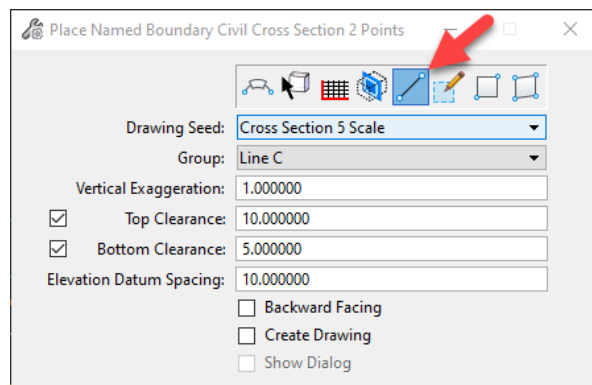 Place Named Boundary Civil Cross Section 2 Points
Drawing Seed: Cross Section 5 Scale
Group: Line C
Vertical Exaggeration: 1.000000
Top Clearance: 10.000000
Bottom Clearance: 5.000000
Elevation Datum Spacing: 10.000000
Backward Facing
Create Drawing
Show Dialog